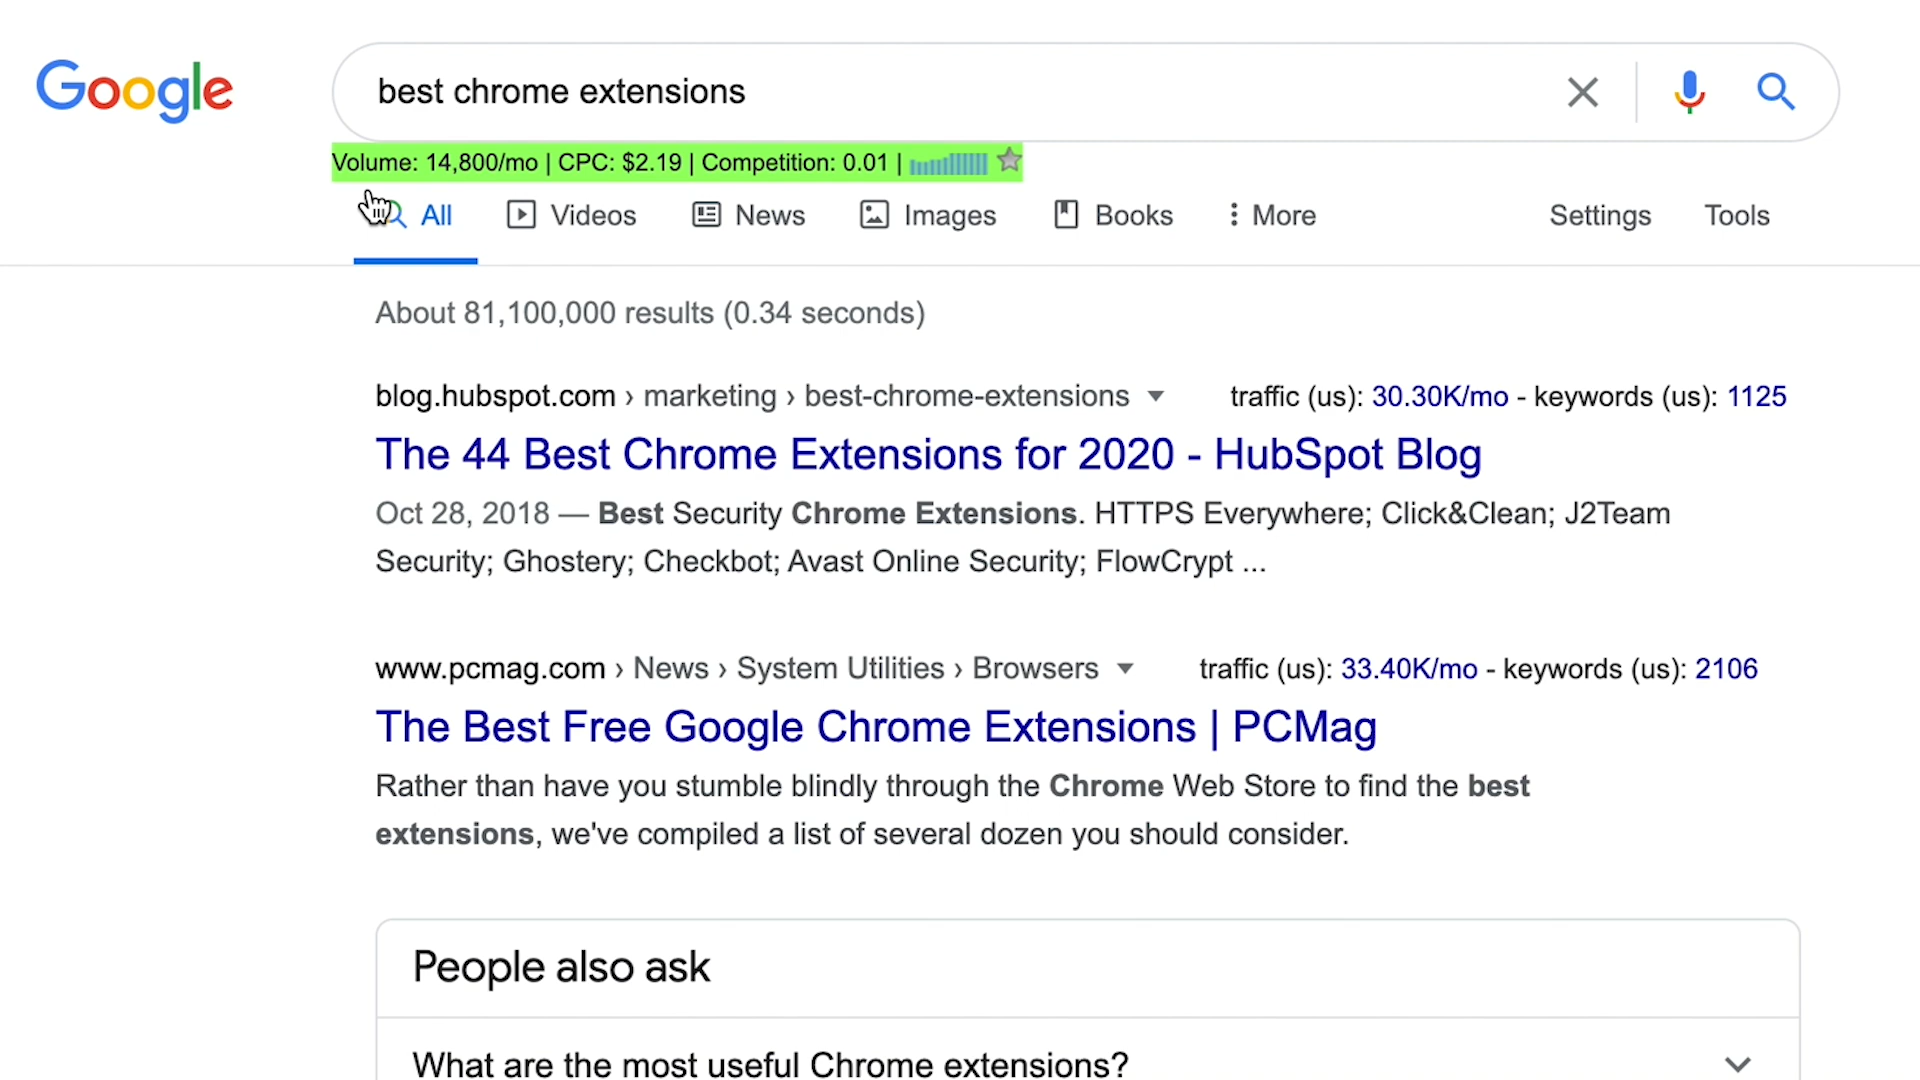 Google
best chrome extensions
Volume: 14,800/mo | CPC: $2.19 | Competition: 0.01 |
All Videos News Images Books More Settings Tools
About 81,100,000 results (0.34 seconds)
blog.hubspot.com › marketing › best-chrome-extensions traffic (us): 30.30K/mo - keywords (us): 1125
The 44 Best Chrome Extensions for 2020 - HubSpot Blog
Oct 28, 2018 — Best Security Chrome Extensions. HTTPS Everywhere; Click&Clean; J2Team
Security; Ghostery; Checkbot; Avast Online Security; FlowCrypt ...
www.pcmag.com › News › System Utilities › Browsers traffic (us): 33.40K/mo - keywords (us): 2106
The Best Free Google Chrome Extensions | PCMag
Rather than have you stumble blindly through the Chrome Web Store to find the best
extensions, we've compiled a list of several dozen you should consider.
People also ask
What are the most useful Chrome extensions?